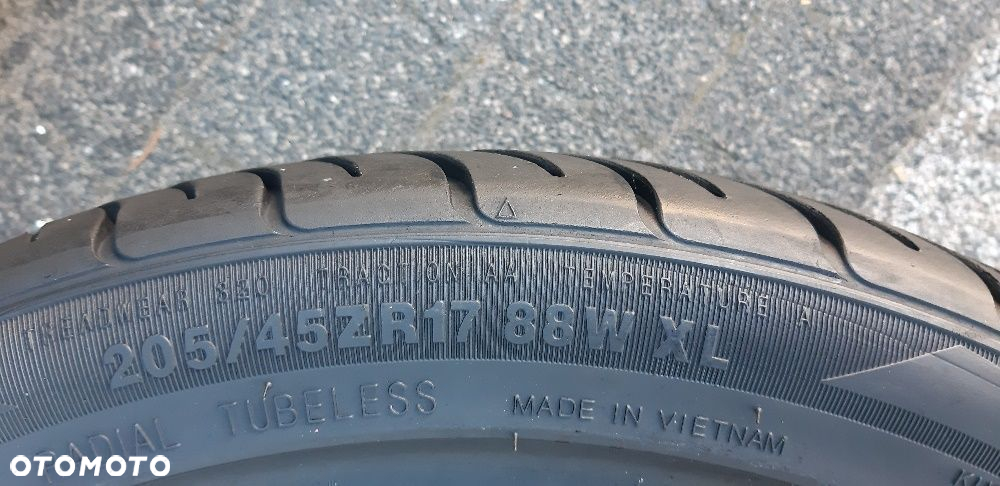 TREADWEAR 320 TRACTION AA TEMPERATURE A
205/45ZR17 88W XL
RADIAL TUBELESS MADE IN VIETNAM
OTOMOTO